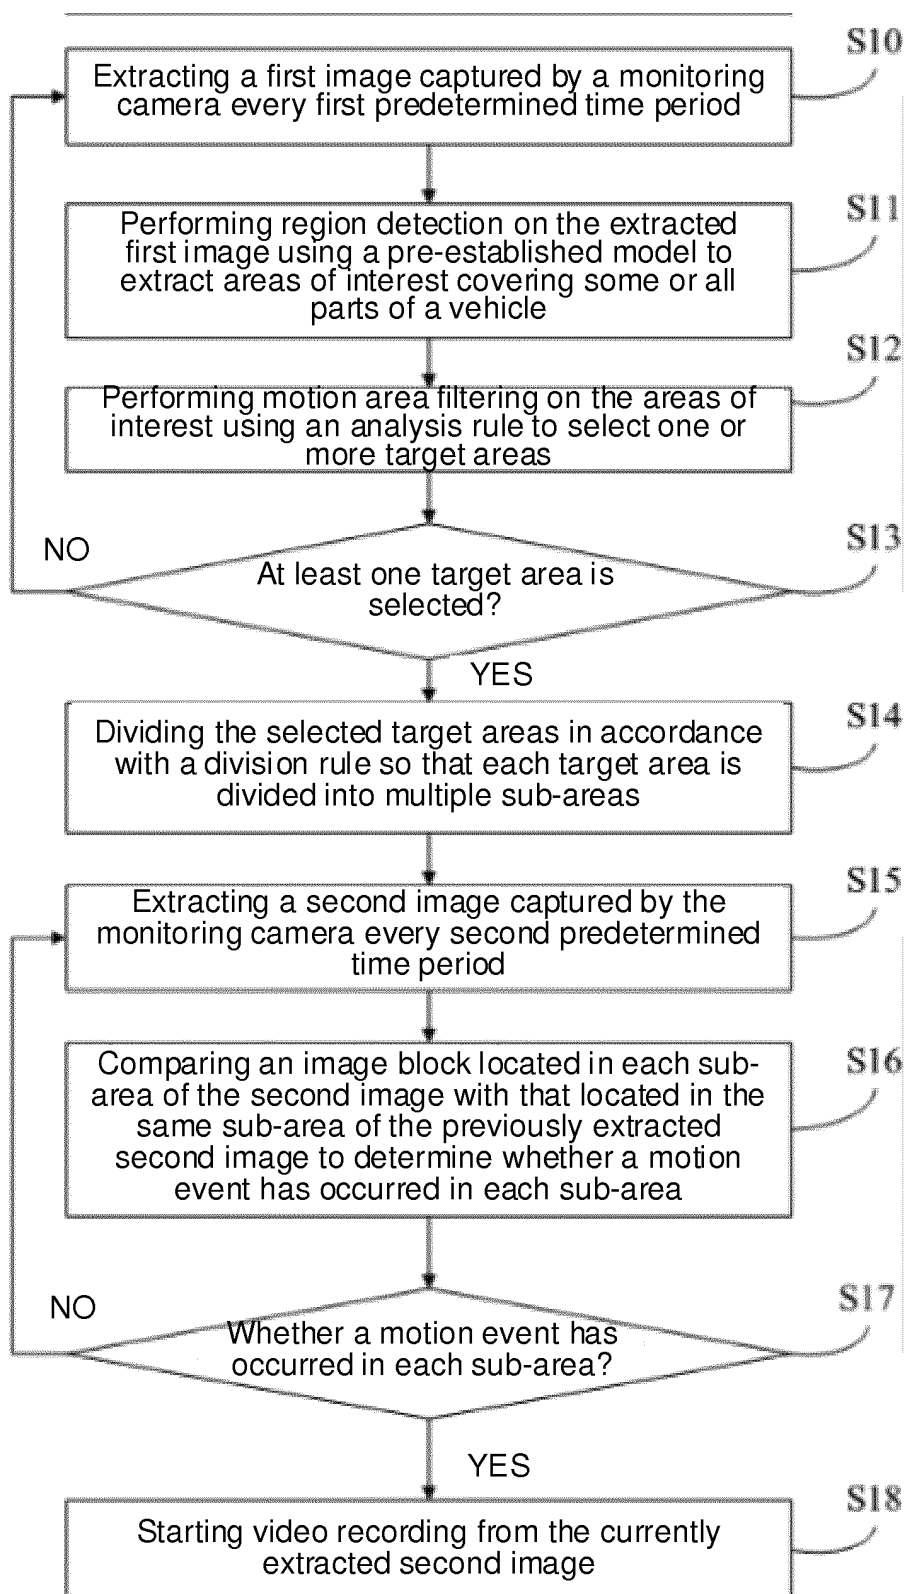 S10
Extracting a first image captured by a monitoring
camera every first predetermined time period
S11
Performing region detection on the extracted
first image using a pre-established model to
extract areas of interest covering some or all
parts of a vehicle
S12
Performing motion area filtering on the areas of
interest using an analysis rule to select one or
more target areas
S13
NO
At least one target area is
selected?
YES
S14
Dividing the selected target areas in accordance
with a division rule so that each target area is
divided into multiple sub-areas
S15
Extracting a second image captured by the
monitoring camera every second predetermined
time period
S16
Comparing an image block located in each sub-
area of the second image with that located in the
same sub-area of the previously extracted
second image to determine whether a motion
event has occurred in each sub-area
S17
NO
Whether a motion event has
occurred in each sub-area?
YES
S18
Starting video recording from the currently
extracted second image